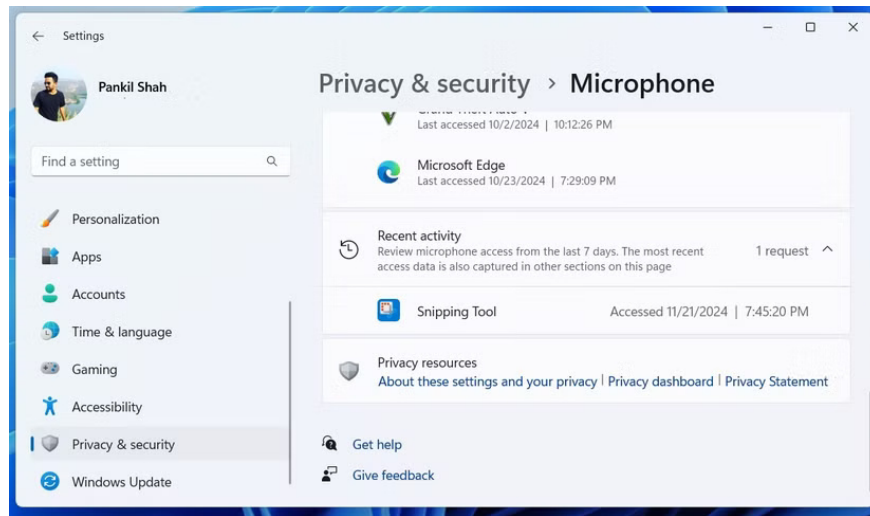 Settings
Pankil Shah
Find a setting
Personalization
Apps
Accounts
Time & language
Gaming
Accessibility
Privacy & security
Windows Update
Privacy & security > Microphone
Grand Theft Auto V
Last accessed 10/2/2024 | 10:12:26 PM
Microsoft Edge
Last accessed 10/23/2024 | 7:29:09 PM
Recent activity
Review microphone access from the last 7 days. The most recent
access data is also captured in other sections on this page
1 request
Snipping Tool
Accessed 11/21/2024 | 7:45:20 PM
Privacy resources
About these settings and your privacy | Privacy dashboard | Privacy Statement
Get help
Give feedback